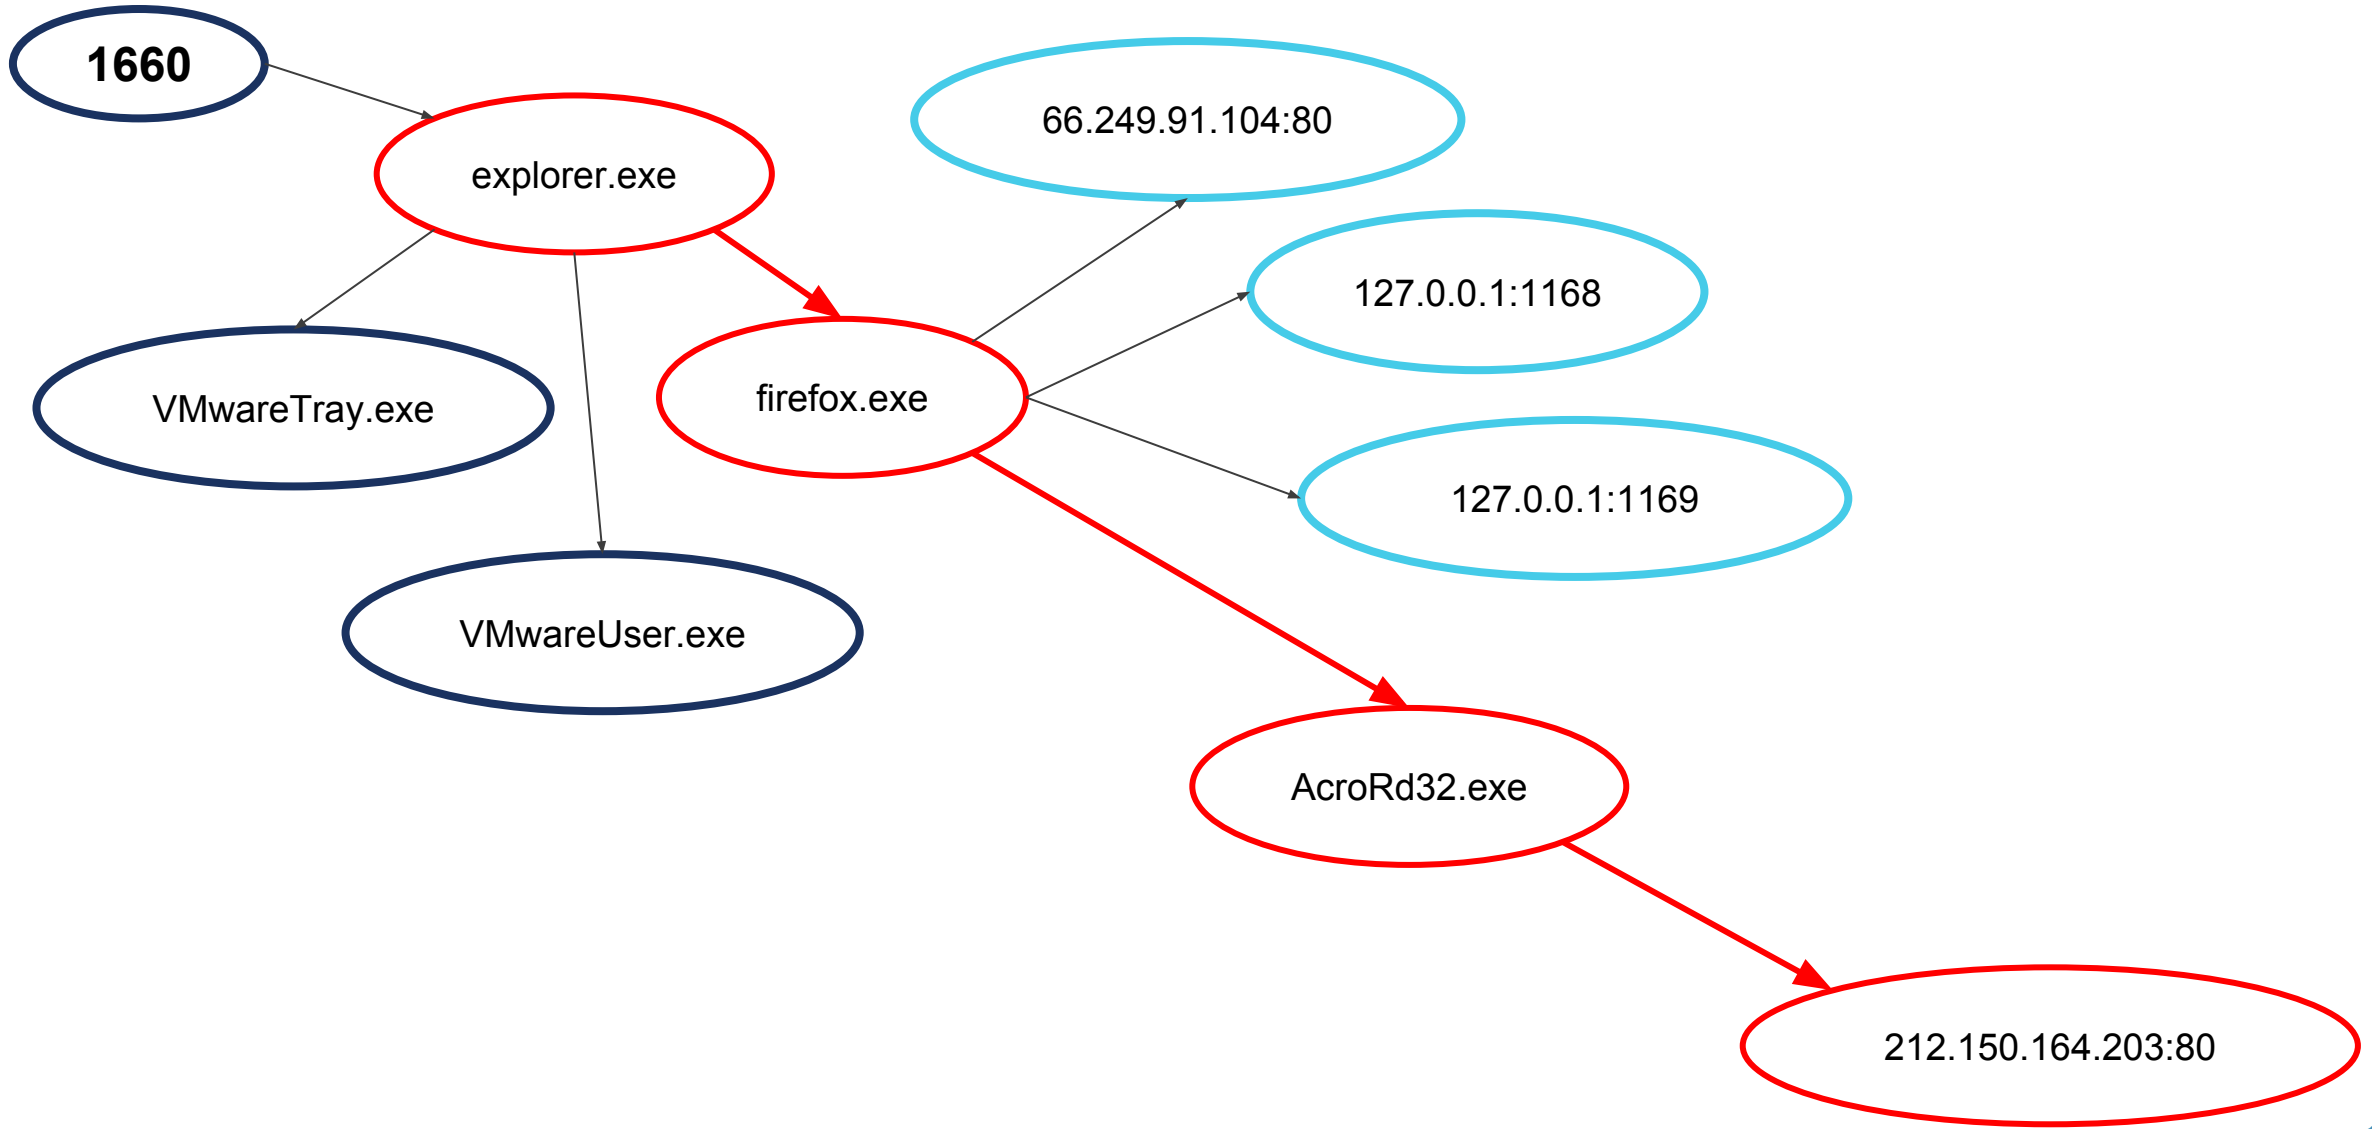 1660
explorer.exe
66.249.91.104:80
127.0.0.1:1168
firefox.exe
VMwareTray.exe
127.0.0.1:1169
VMwareUser.exe
AcroRd32.exe
212.150.164.203:80